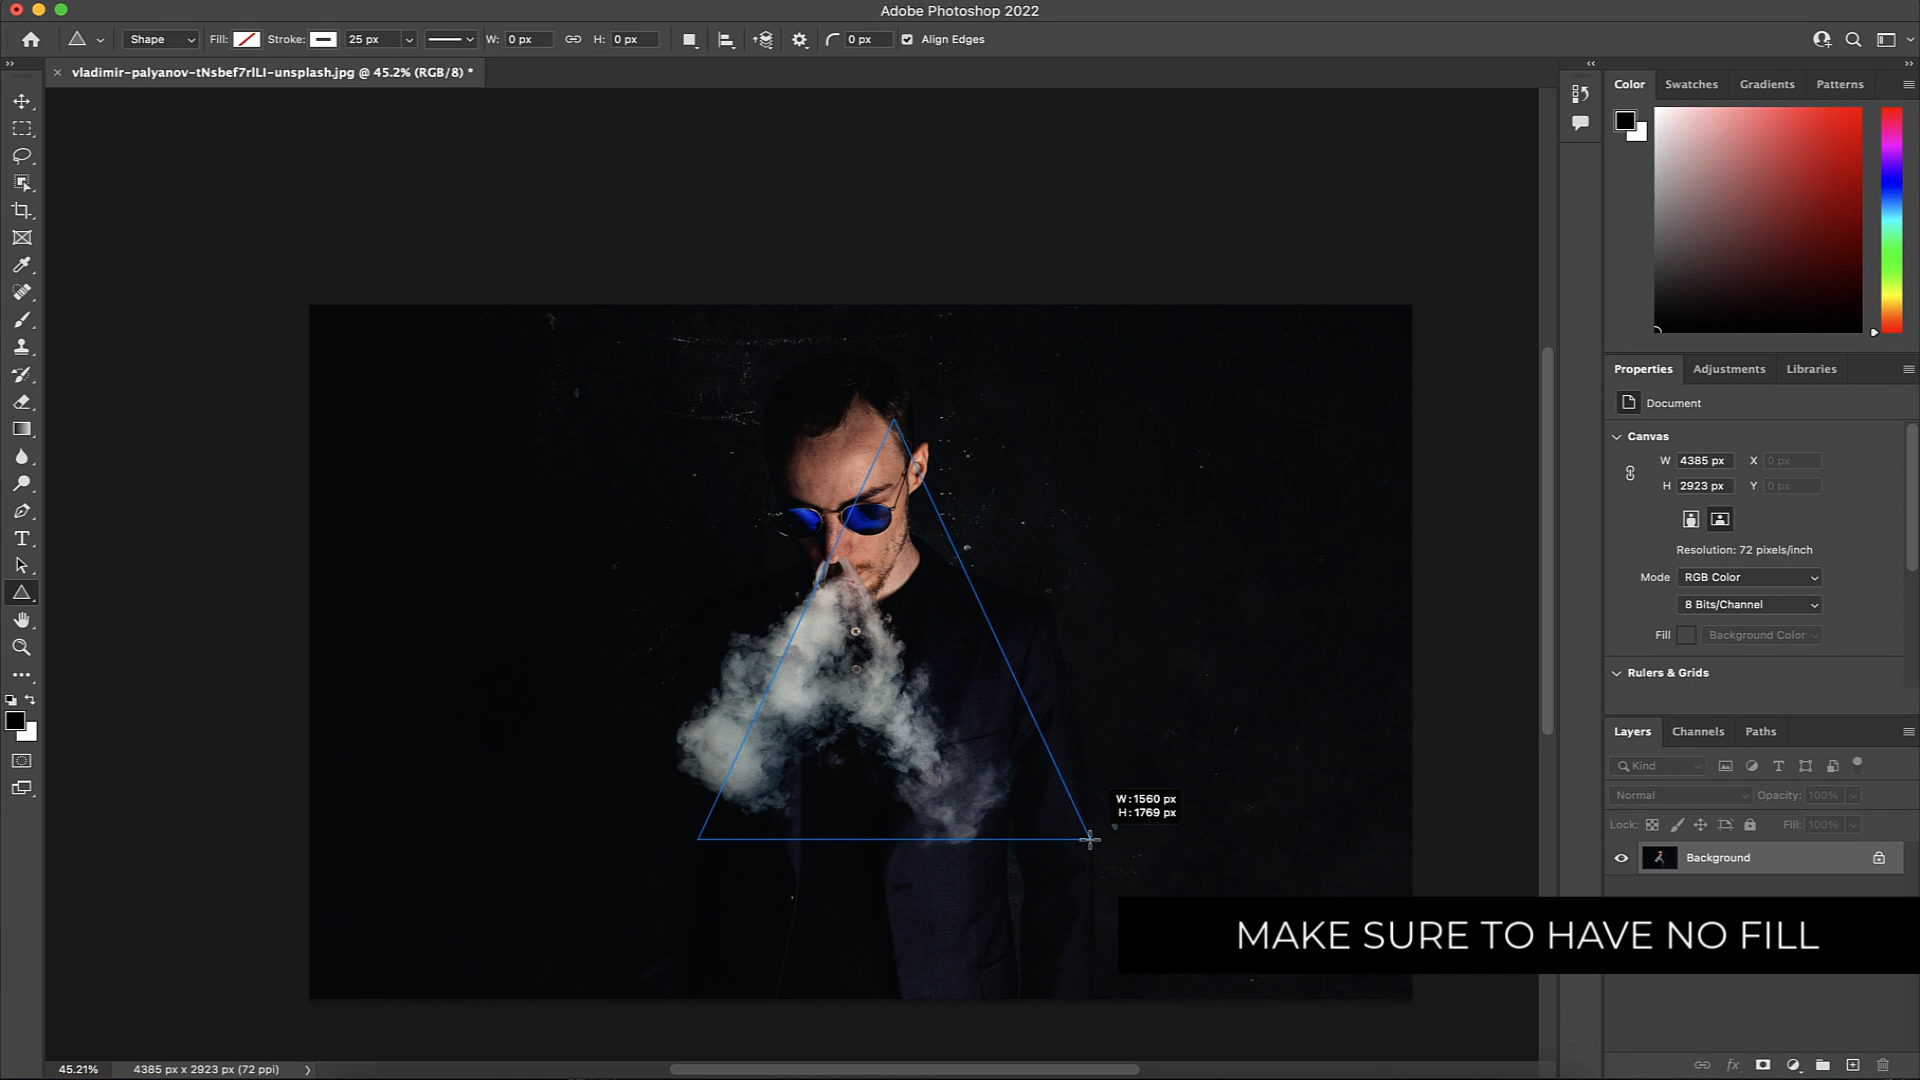 Adobe Photoshop 2022
Shape Fill: Stroke: 25 px W: 0 px H: 0 px 0 px Align Edges
vladimir-palyanov-tNsbef7rlLI-unsplash.jpg @ 45.2% (RGB/8) *
Color Swatches Gradients Patterns
Properties Adjustments Libraries
Document
Canvas
W 4385 px X 0 px
H 2923 px Y 0 px
Resolution: 72 pixels/inch
Mode RGB Color
8 Bits/Channel
Fill Background Color
Rulers & Grids
Layers Channels Paths
Kind
Normal Opacity: 100%
Lock: Fill: 100%
Background
W: 1560 px
H: 1769 px
MAKE SURE TO HAVE NO FILL
45.21% 4385 px x 2923 px (72 ppi)